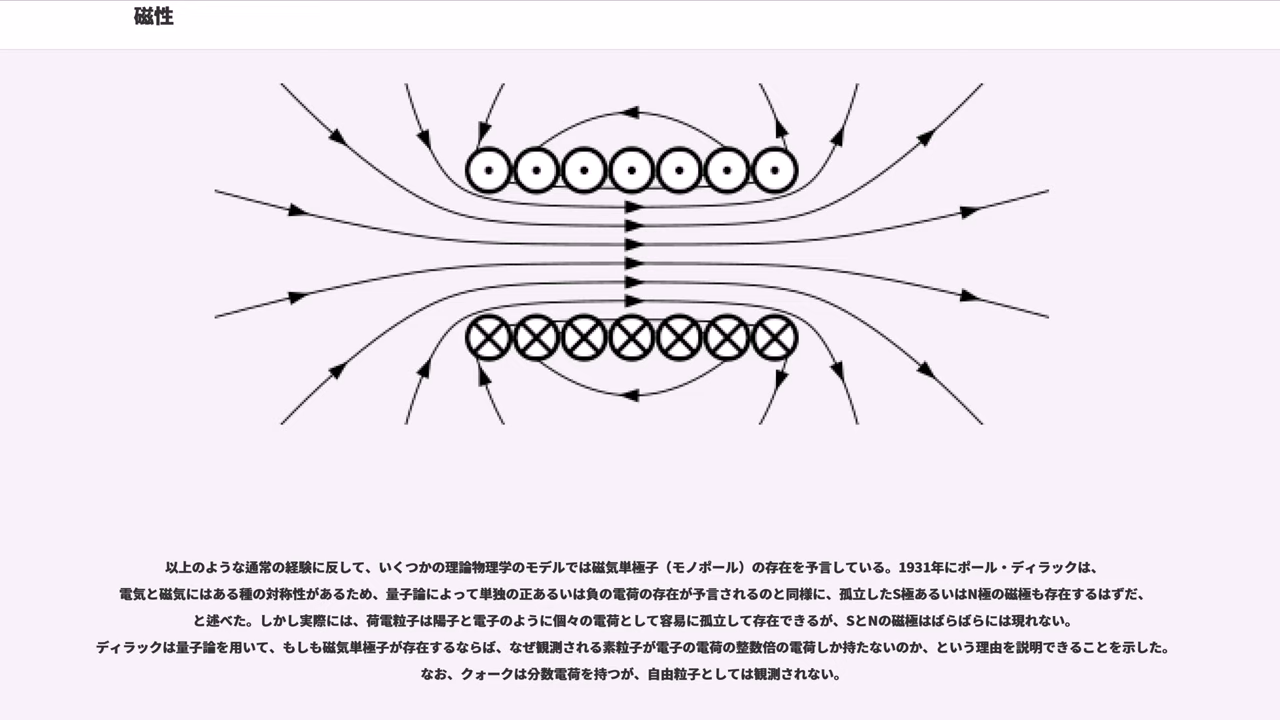 磁性
以上のような通常の経験に反して、いくつかの理論物理学のモデルでは磁気単極子（モノポール）の存在を予言している。1931年にポール・ディラックは、
電気と磁気にはある種の対称性があるため、量子論によって単独の正あるいは負の電荷の存在が予言されるのと同様に、孤立したS極あるいはN極の磁極も存在するはずだ、
と述べた。しかし実際には、荷電粒子は陽子と電子のように個々の電荷として容易に孤立して存在できるが、SとNの磁極はばらばらには現れない。
ディラックは量子論を用いて、もしも磁気単極子が存在するならば、なぜ観測される素粒子が電子の電荷の整数倍の電荷しか持たないのか、という理由を説明できることを示した。
なお、クォークは分数電荷を持つが、自由粒子としては観測されない。